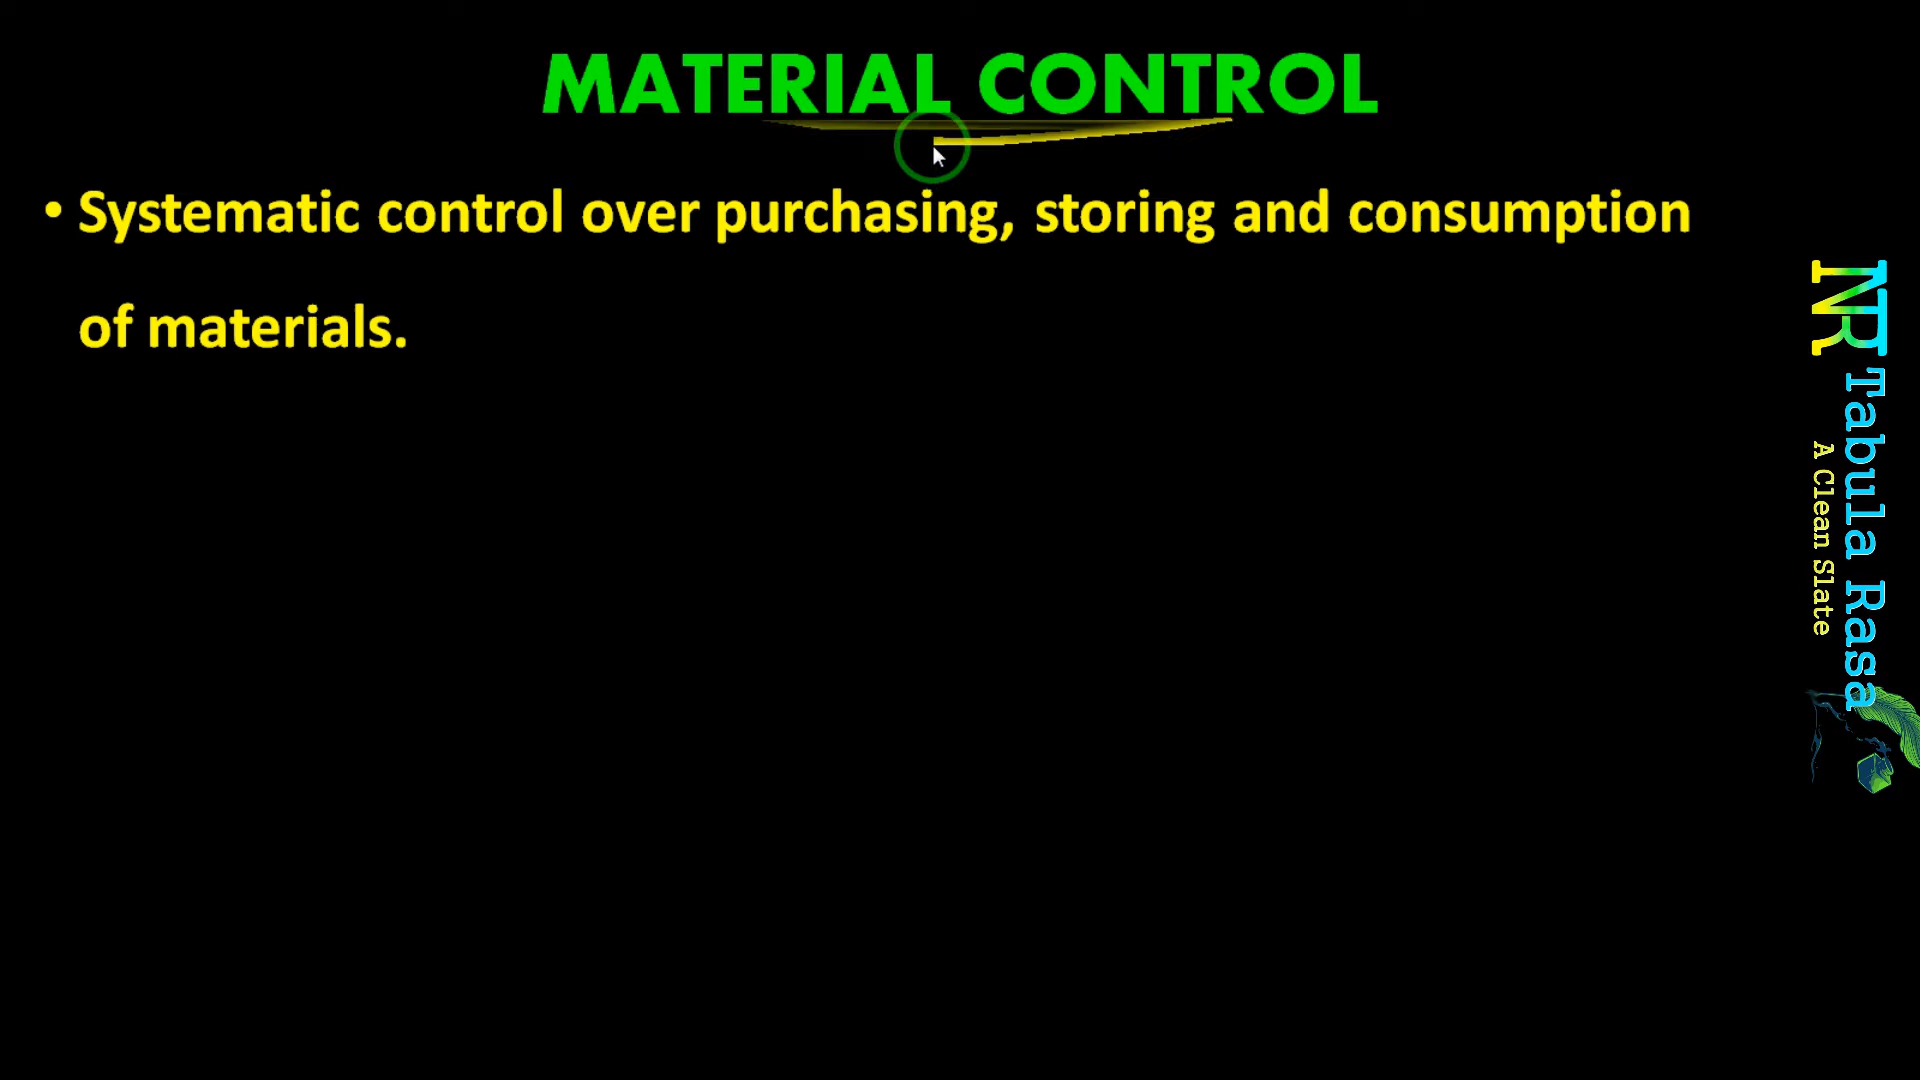 MATERIAL CONTROL
• Systematic control over purchasing, storing and consumption
of materials.
NR
Tabula Rasa
A Clean Slate